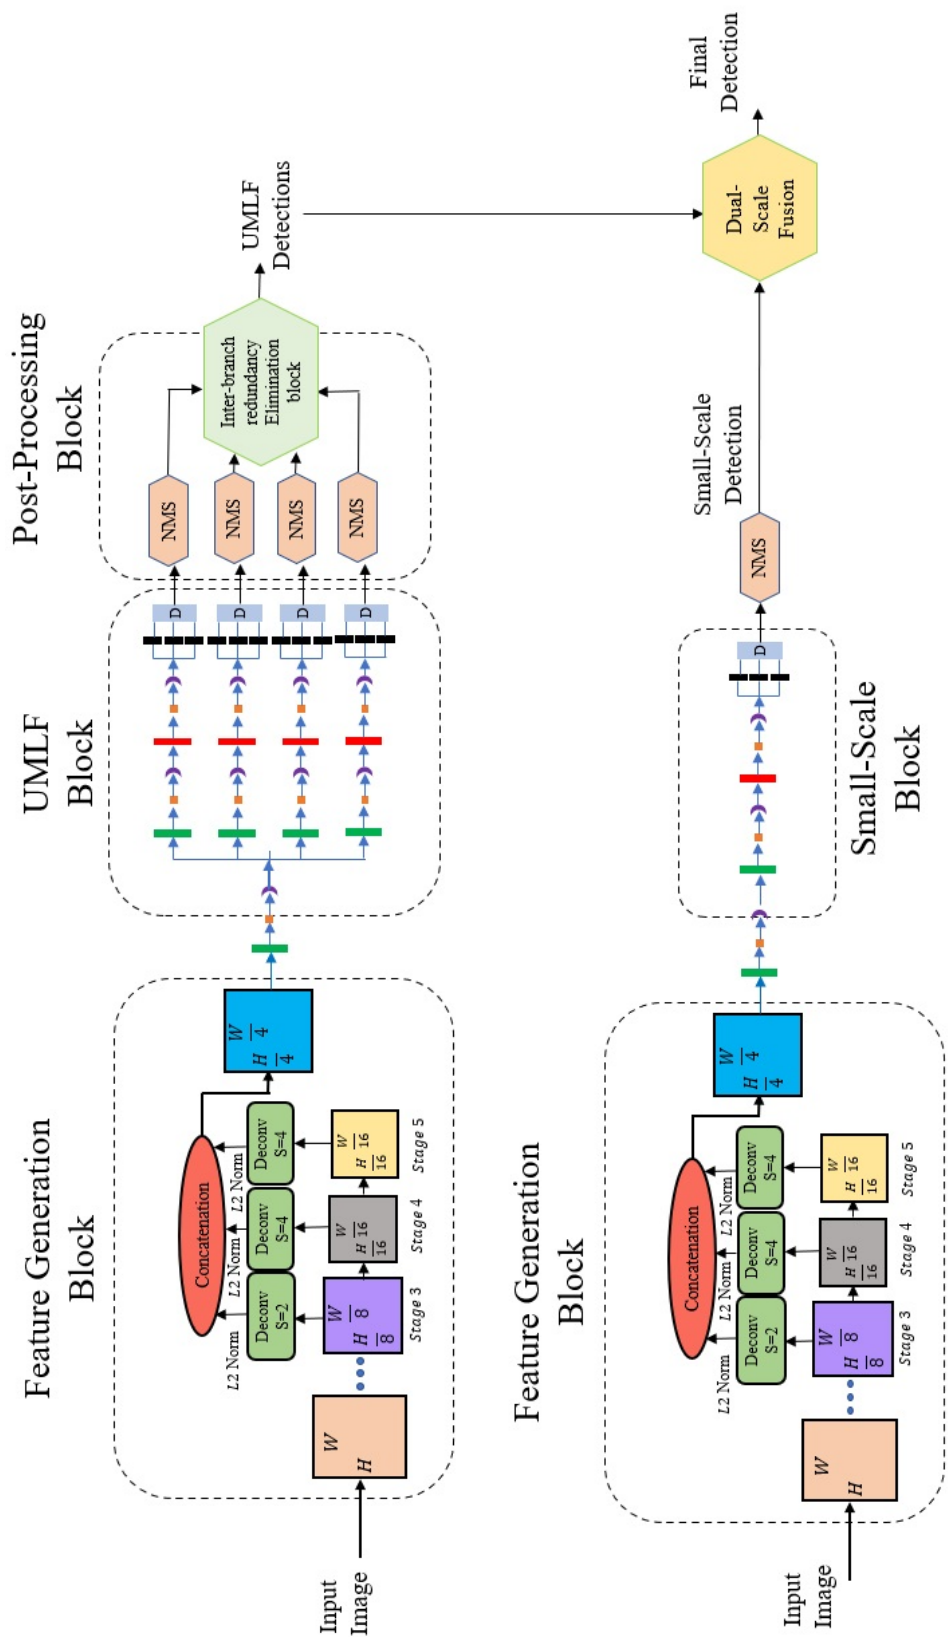 Feature Generation
Block
UMLF
Block
Post-Processing
Block
Input
Image
W
H
W
H 8
8
Stage 3
W
H 16
16
Stage 4
W
H 16
16
Stage 5
Deconv
S=2
Deconv
S=4
Deconv
S=4
L2 Norm
L2 Norm
L2 Norm
Concatenation
W
H 4
4
D
D
D
D
NMS
NMS
NMS
NMS
Inter-branch
redundancy
Elimination
block
UMLF
Detections
Feature Generation
Block
Input
Image
W
H
W
H 8
8
Stage 3
W
H 16
16
Stage 4
W
H 16
16
Stage 5
Deconv
S=2
Deconv
S=4
Deconv
S=4
L2 Norm
L2 Norm
L2 Norm
Concatenation
W
H 4
4
D
Small-Scale
Block
NMS
Small-Scale
Detection
Dual-
Scale
Fusion
Final
Detection